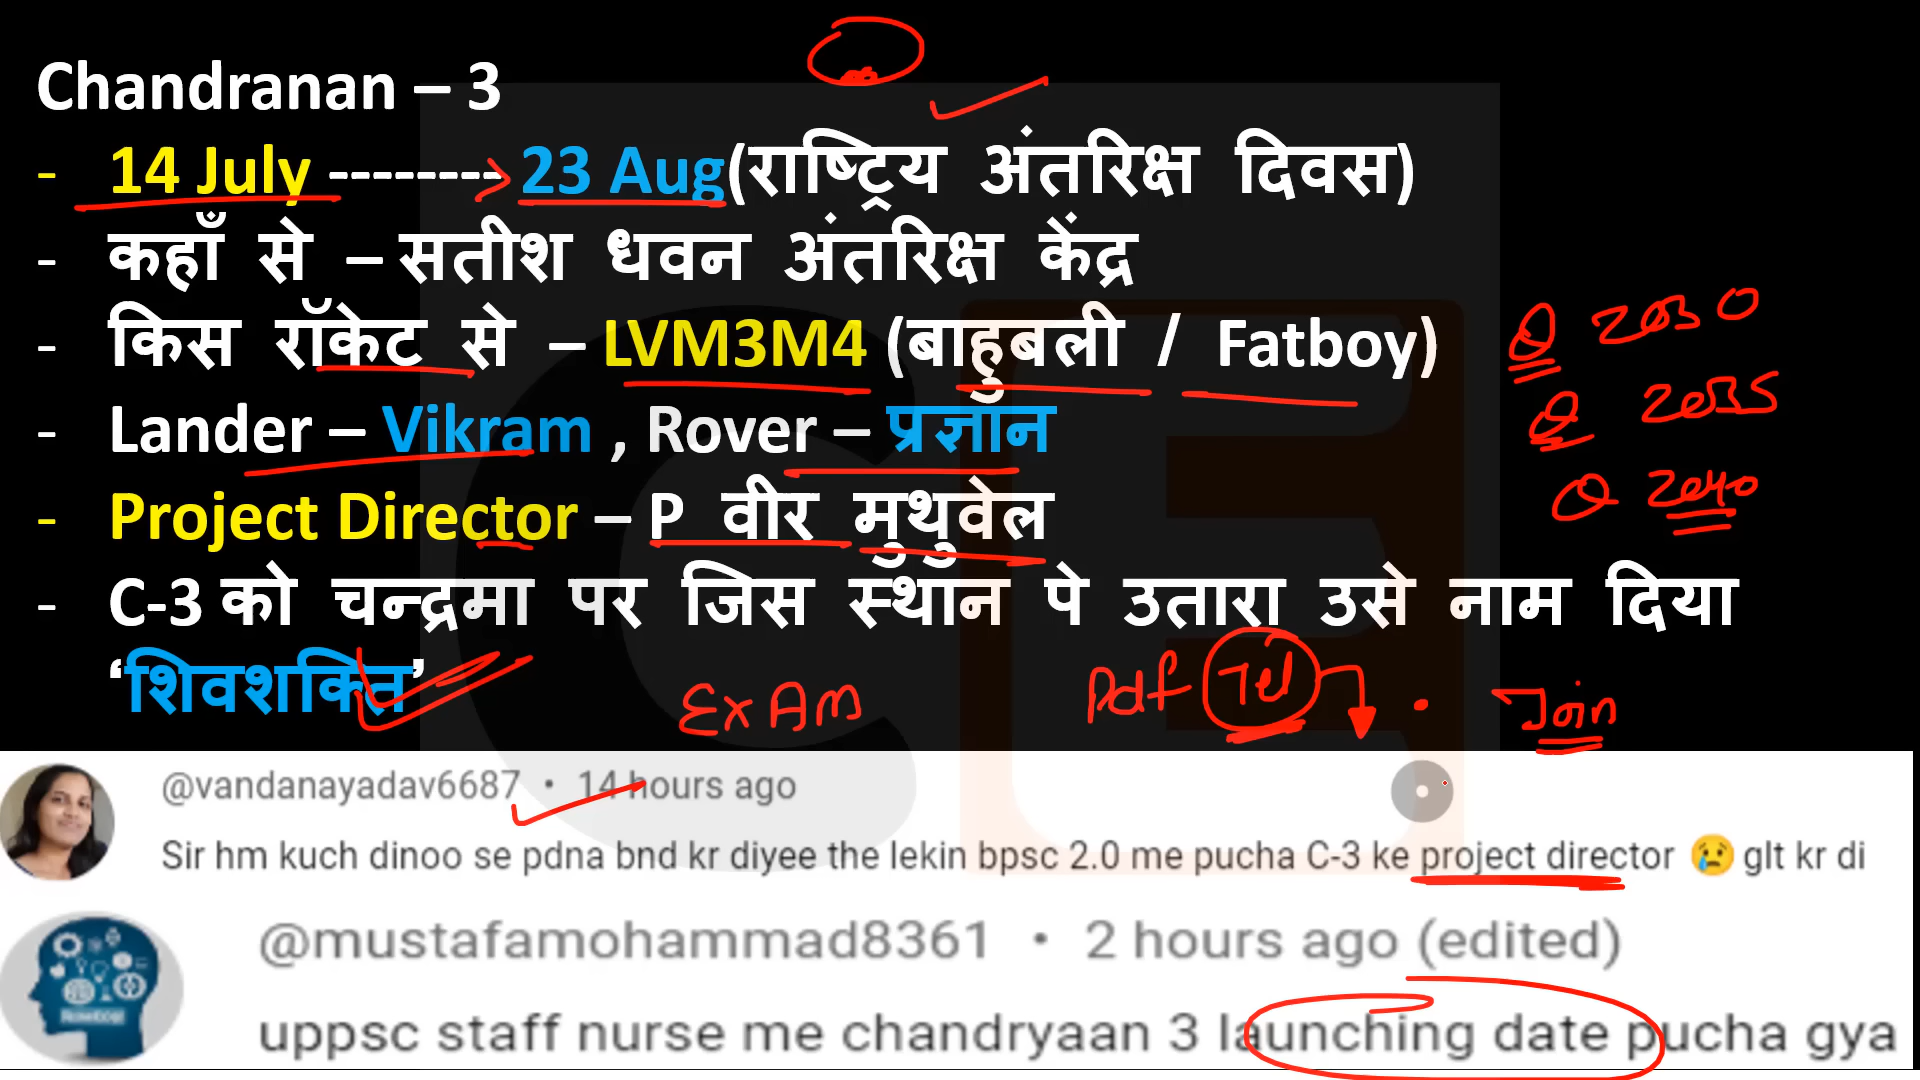 Chandranan – 3
- 14 July -------- 23 Aug(राष्ट्रिय अंतरिक्ष दिवस)
- कहाँ से – सतीश धवन अंतरिक्ष केंद्र
- किस रॉकेट से – LVM3M4 (बाहुबली / Fatboy)
Q 2030
- Lander – Vikram , Rover – प्रज्ञान
Q 2035
- Project Director – P वीर मुथुवेल
Q 2040
- C-3 को चन्द्रमा पर जिस स्थान पे उतारा उसे नाम दिया
‘शिवशक्ति’
ExAm Pdf Tel Join
@vandanayadav6687 • 14 hours ago
Sir hm kuch dinoo se pdna bnd kr diyee the lekin bpsc 2.0 me pucha C-3 ke project director 😢 glt kr di
@mustafamohammad8361 • 2 hours ago (edited)
uppsc staff nurse me chandryaan 3 launching date pucha gya